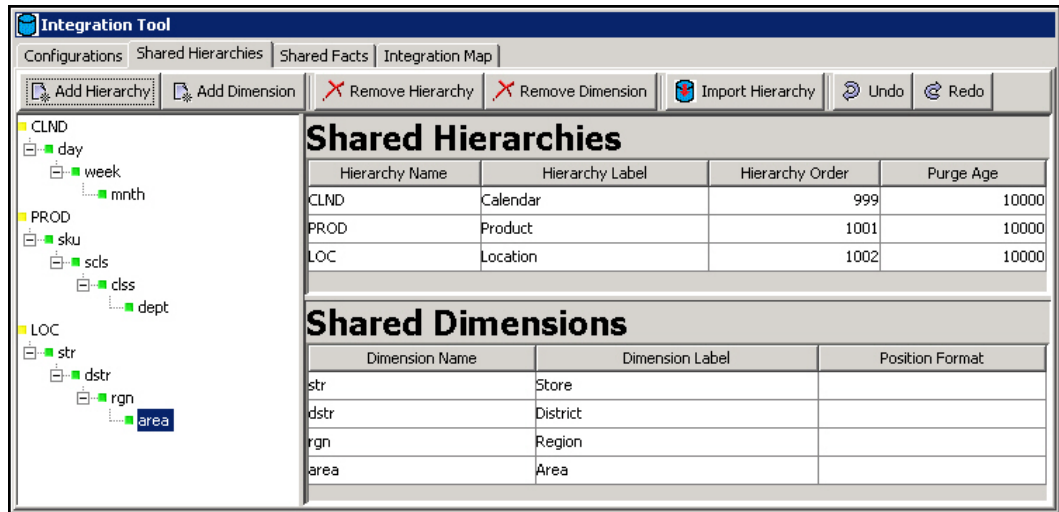 Integration Tool
Configurations Shared Hierarchies Shared Facts Integration Map
Add Hierarchy Add Dimension Remove Hierarchy Remove Dimension Import Hierarchy Undo Redo
CLND
day
week
mnth
PROD
sku
scls
clss
dept
LOC
str
dstr
rgn
area
Shared Hierarchies
Hierarchy Name Hierarchy Label Hierarchy Order Purge Age
CLND Calendar 999 10000
PROD Product 1001 10000
LOC Location 1002 10000
Shared Dimensions
Dimension Name Dimension Label Position Format
str Store
dstr District
rgn Region
area Area